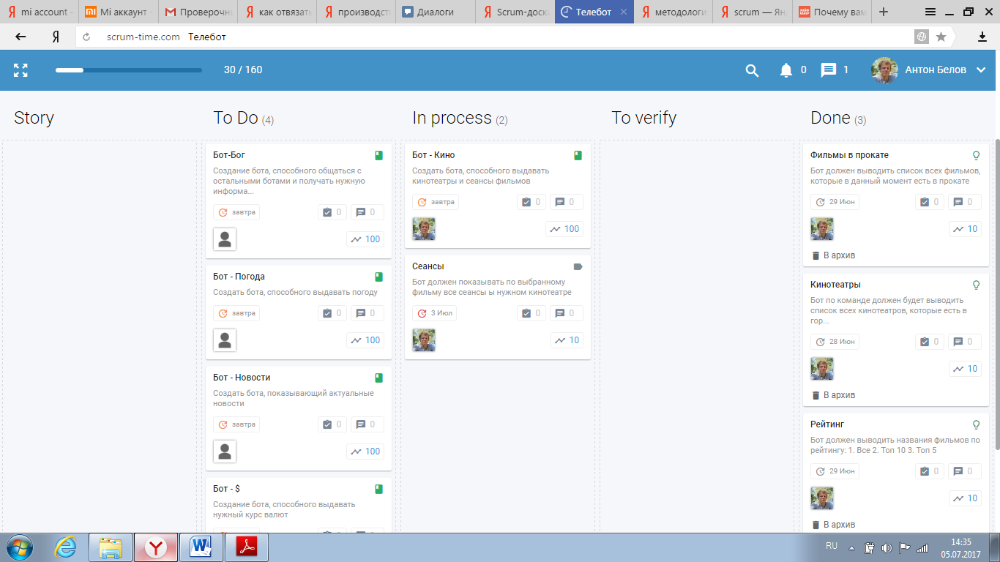 mi account –
Mi аккаунт -
Проверочн
как отвязать
производст
Диалоги
Scrum-доск
Телебот
методологи
scrum — Ян
Почему вам
scrum-time.com Телебот
30 / 160
0
1
Антон Белов
Story
To Do (4)
Бот-Бог
Создание бота, способного общаться с
остальными ботами и получать нужную
информа...
завтра
0
0
100
Бот - Погода
Создать бота, способного выдавать погоду
завтра
0
0
100
Бот - Новости
Создать бота, показывающий актуальные
новости
завтра
0
0
100
Бот - $
Создание бота, способного выдавать
нужный курс валют
In process (2)
Бот - Кино
Создать бота, способного выдавать
кинотеатры и сеансы фильмов
завтра
0
0
100
Сеансы
Бот должен показывать по выбранному
фильму все сеансы ы нужном кинотеатре
3 Июл
0
0
10
To verify
Done (3)
Фильмы в прокате
Бот должен выводить список всех фильмов,
которые в данный момент есть в прокате
29 Июн
0
0
10
В архив
Кинотеатры
Бот по команде должен будет выводить
список всех кинотеатров, которые есть в
гор...
28 Июн
0
0
10
В архив
Рейтинг
Бот должен выводить названия фильмов по
рейтингу: 1. Все 2. Топ 10 3. Топ 5
29 Июн
0
0
10
В архив
RU
14:35
05.07.2017